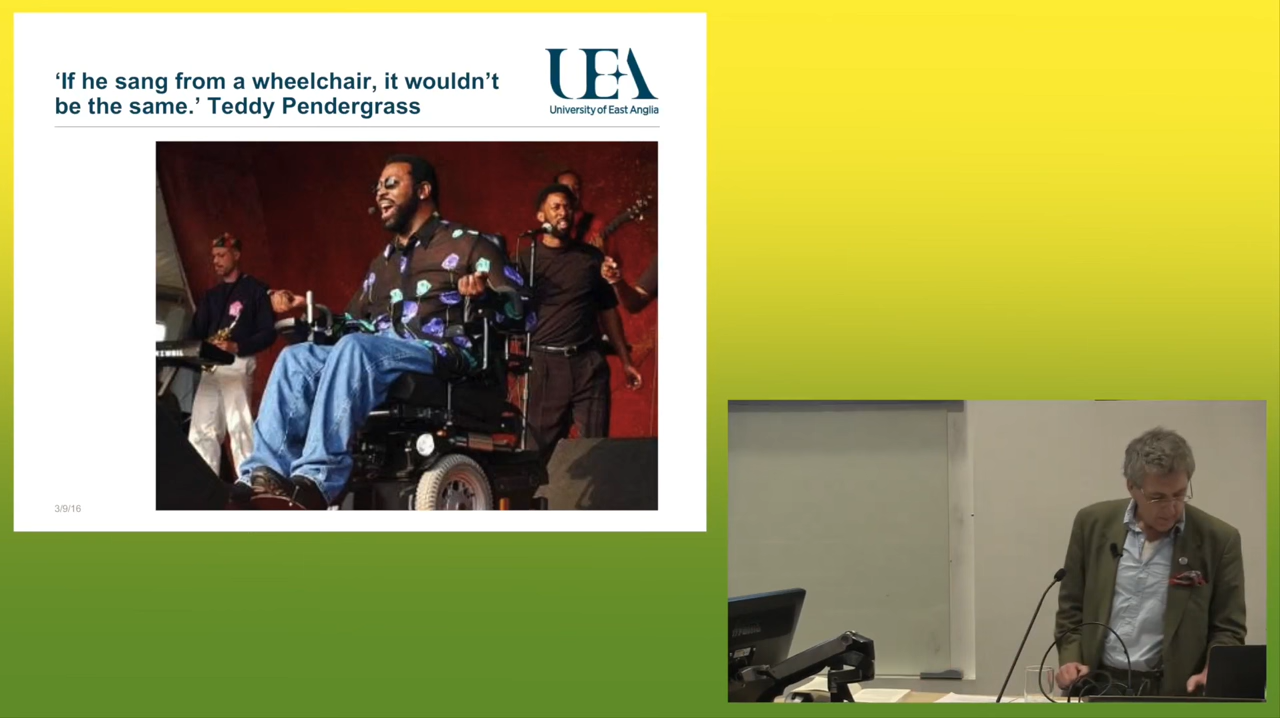 ‘If he sang from a wheelchair, it wouldn’t
be the same.’ Teddy Pendergrass
UEA
University of East Anglia
3/9/16